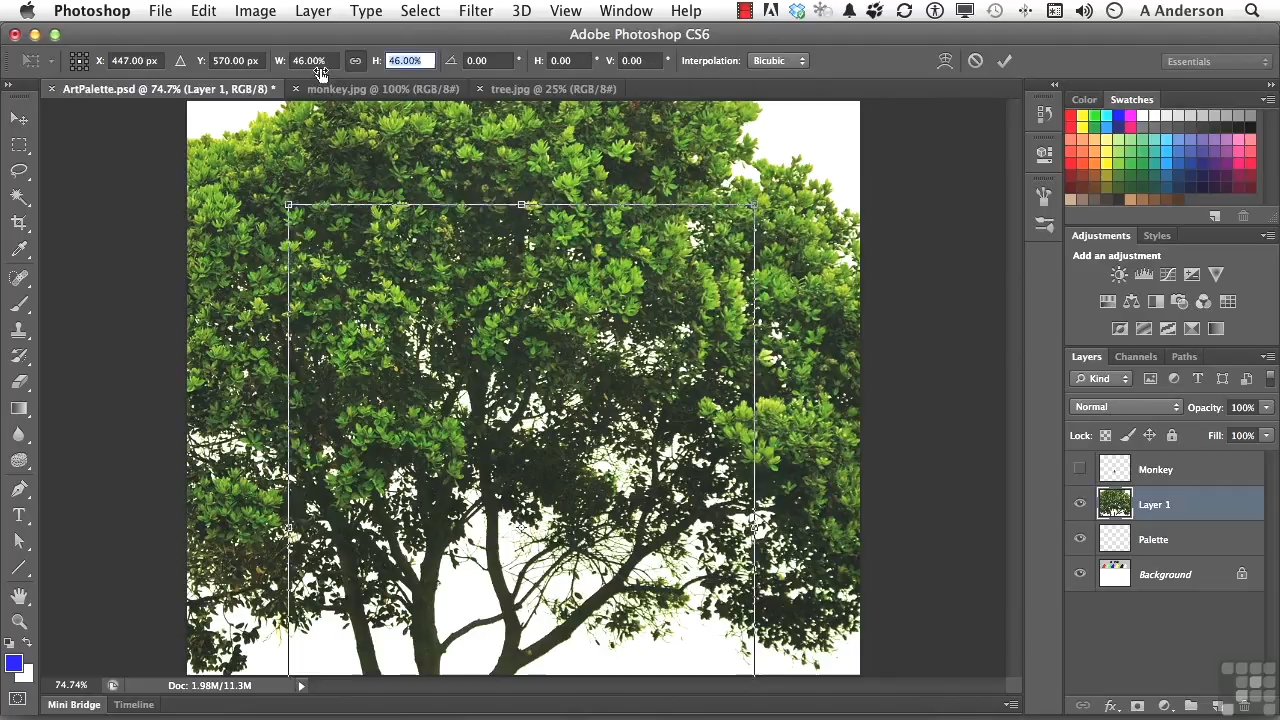 Photoshop File Edit Image Layer Type Select Filter 3D View Window Help A Anderson
Adobe Photoshop CS6
X: 447.00 px Y: 570.00 px W: 46.00% H: 46.00% 0.00 ° H: 0.00 ° V: 0.00 ° Interpolation: Bicubic Essentials
ArtPalette.psd @ 74.7% (Layer 1, RGB/8) * monkey.jpg @ 100% (RGB/8#) tree.jpg @ 25% (RGB/8#)
Color Swatches
Adjustments Styles
Add an adjustment
Layers Channels Paths
Kind
Normal Opacity: 100%
Lock: Fill: 100%
Monkey
Layer 1
Palette
Background
74.74% Doc: 1.98M/11.3M
Mini Bridge Timeline